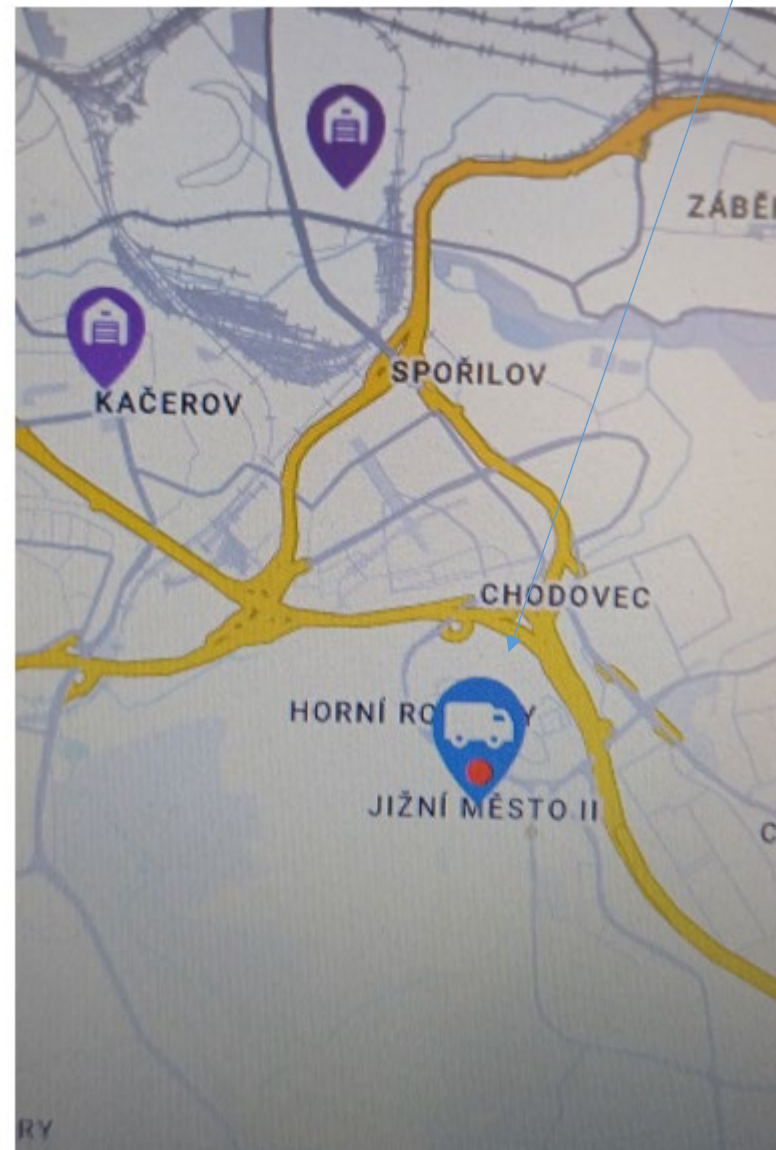 ZÁBĚ
SPOŘILOV
KAČEROV
CHODOVEC
HORNÍ RO Y
JIŽNÍ MĚSTO II
C
RY